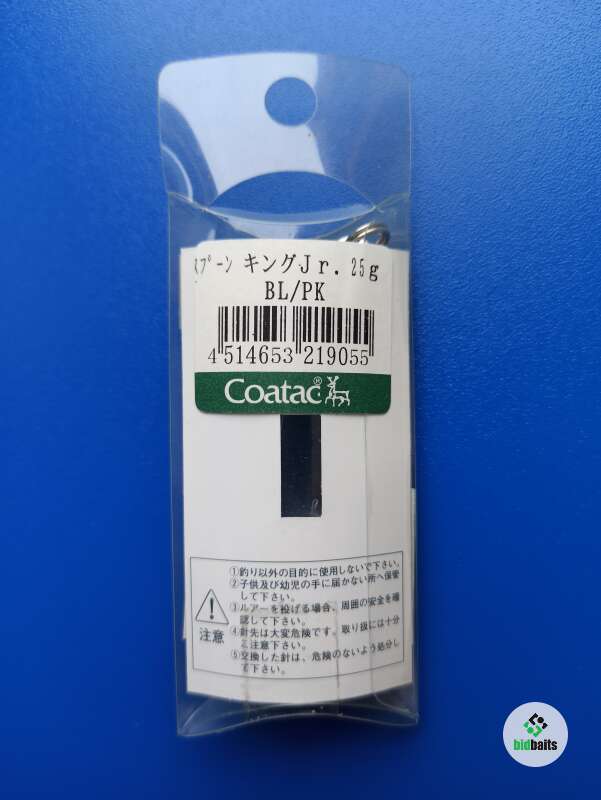 スプーン キングJr. 25g
BL/PK
4 514653 219055
Coatac®
①釣り以外の目的に使用しないで下さい。
②子供及び幼児の手に届かない所へ保管
して下さい。
③ルアーを投げる場合、周囲の安全を確
認して下さい。
④針先は大変危険です。取り扱には十分
ご注意下さい。
⑤交換した針は、危険のないよう処分し
て下さい。
注意
bidbaits